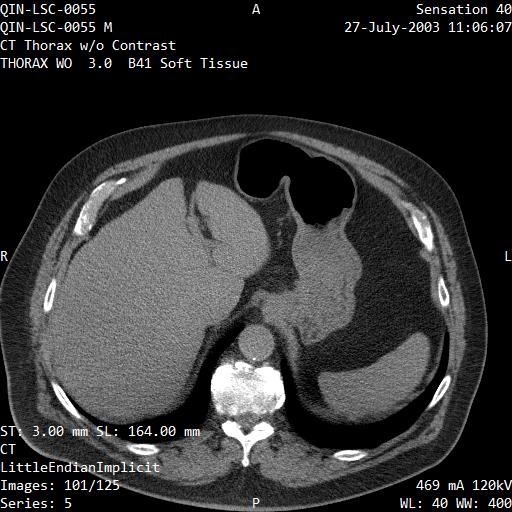 QIN-LSC-0055
A
Sensation 40
QIN-LSC-0055 M
27-July-2003 11:06:07
CT Thorax w/o Contrast
THORAX WO 3.0 B41 Soft Tissue
R
L
ST: 3.00 mm SL: 164.00 mm
CT
LittleEndianImplicit
Images: 101/125
469 mA 120kV
Series: 5
P
WL: 40 WW: 400